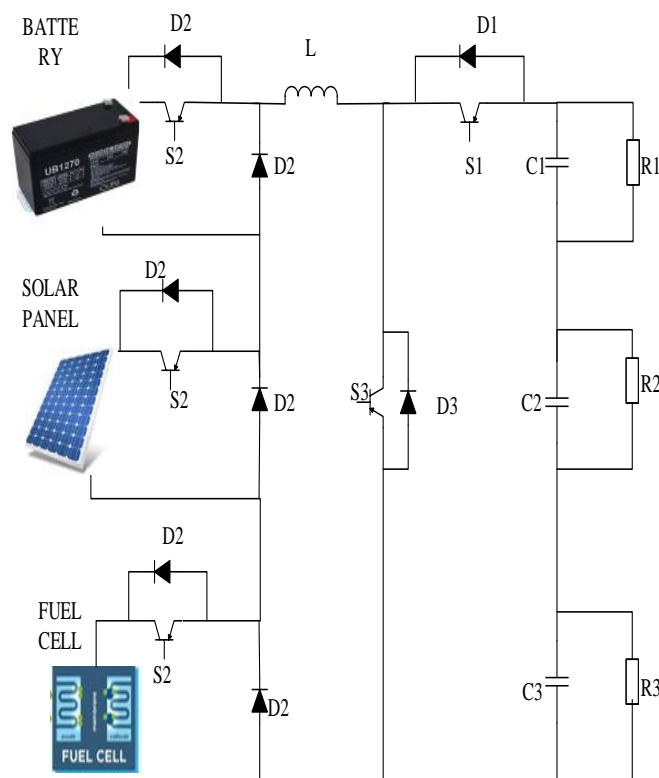 BATTE
RY
D2
L
D1
S2
S1
UB1270
D2
C1
R1
SOLAR
PANEL
D2
S2
D2
S3
D3
C2
R2
D2
FUEL
CELL
S2
D2
C3
R3
FUEL CELL